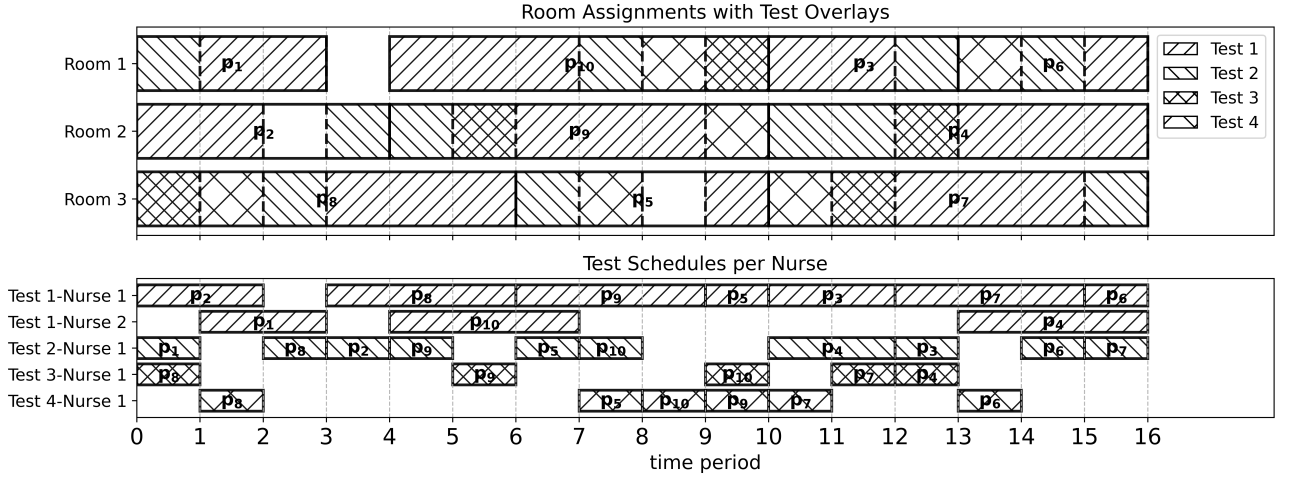 Room Assignments with Test Overlays
Room 1
p1
p10
p3
p6
Test 1
Test 2
Test 3
Test 4
Room 2
p2
p9
p4
Room 3
p8
p5
p7
Test Schedules per Nurse
Test 1-Nurse 1
p2
p8
p9
p5
p3
p7
p6
Test 1-Nurse 2
p1
p10
p4
Test 2-Nurse 1
p1
p8
p2
p9
p5
p10
p4
p3
p6
p7
Test 3-Nurse 1
p8
p9
p10
p7
p4
Test 4-Nurse 1
p8
p5
p10
p9
p7
p6
0 1 2 3 4 5 6 7 8 9 10 11 12 13 14 15 16
time period